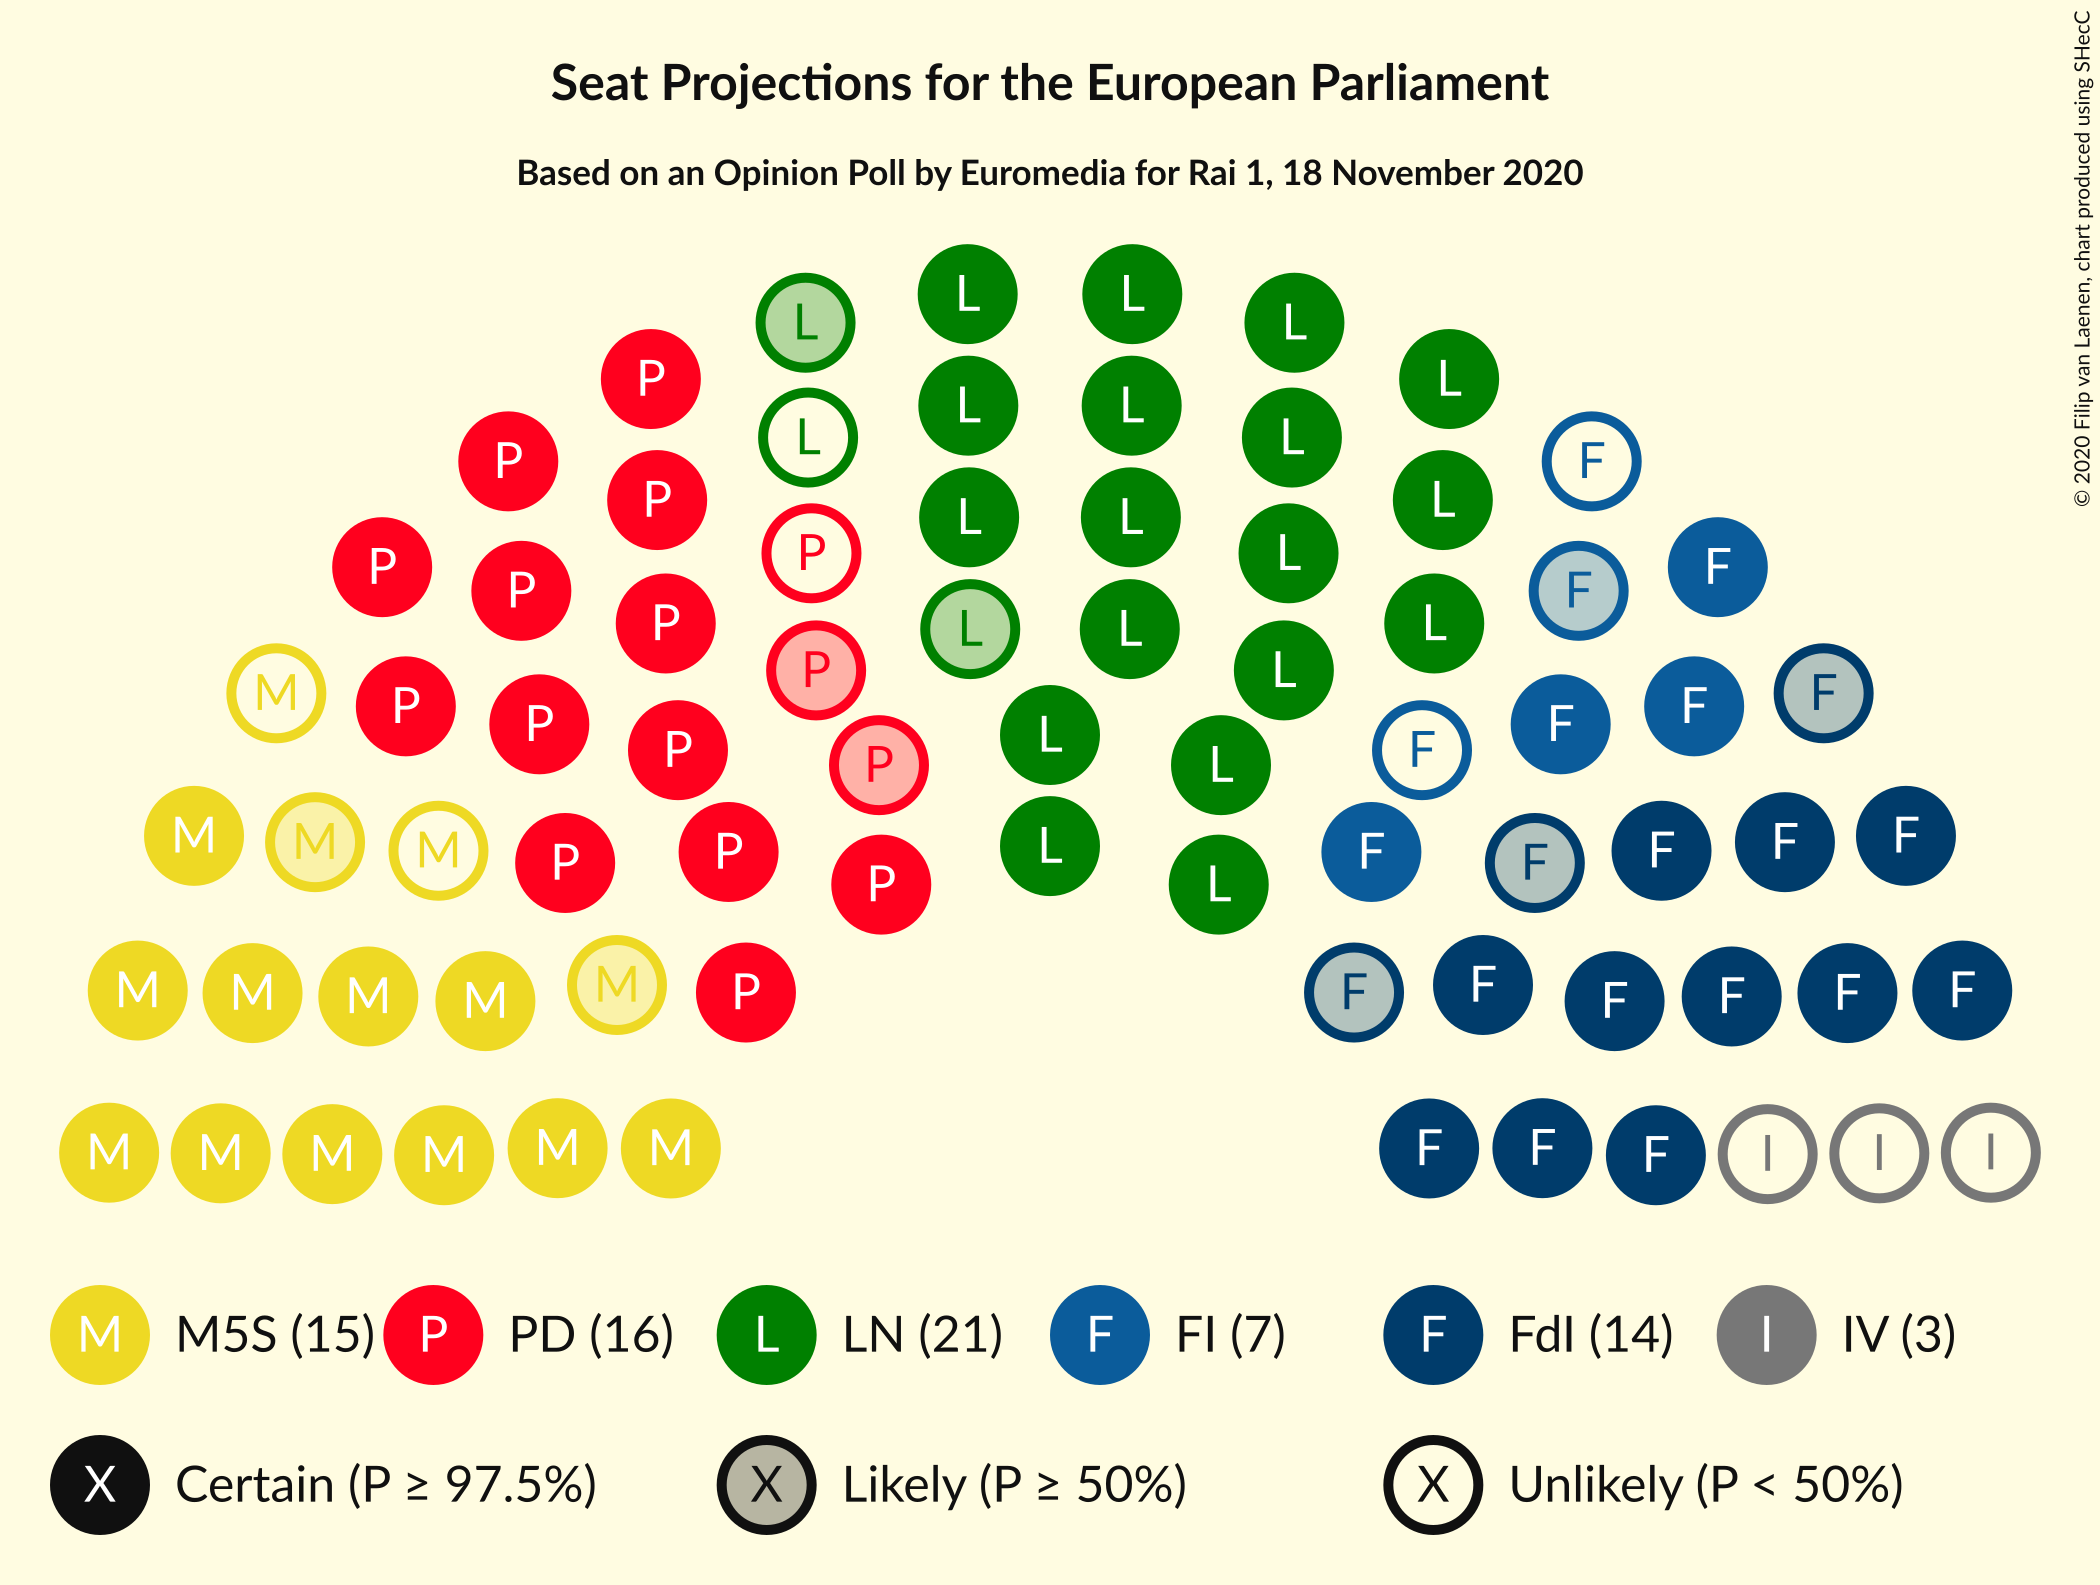 Seat Projections for the European Parliament
Based on an Opinion Poll by Euromedia for Rai 1, 18 November 2020
© 2020 Filip van Laenen, chart produced using SHecC
L L L L
P L
L L L L
P F
P L L
P L L P F
P L L L
P F
P L L L L
M P P P F F F
P L L F
M M M P P L F F F F F
P L L
M M M M M P F F F F F F
M M M M M M F F F I I I
M M5S (15) P PD (16) L LN (21) F FI (7) F FdI (14) I IV (3)
X Certain (P ≥ 97.5%) X Likely (P ≥ 50%) X Unlikely (P < 50%)